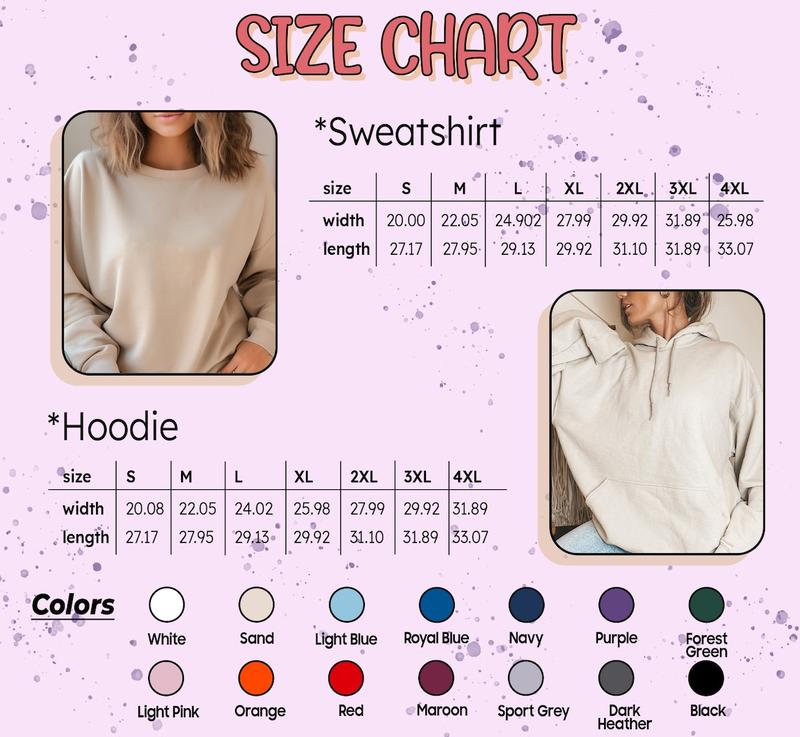 SIZE CHART
*Sweatshirt
size S M L XL 2XL 3XL 4XL
width 20.00 22.05 24.902 27.99 29.92 31.89 25.98
length 27.17 27.95 29.13 29.92 31.10 31.89 33.07
*Hoodie
size S M L XL 2XL 3XL 4XL
width 20.08 22.05 24.02 25.98 27.99 29.92 31.89
length 27.17 27.95 29.13 29.92 31.10 31.89 33.07
Colors
White Sand Light Blue Royal Blue Navy Purple Forest
Green
Light Pink Orange Red Maroon Sport Grey Dark Black
Heather